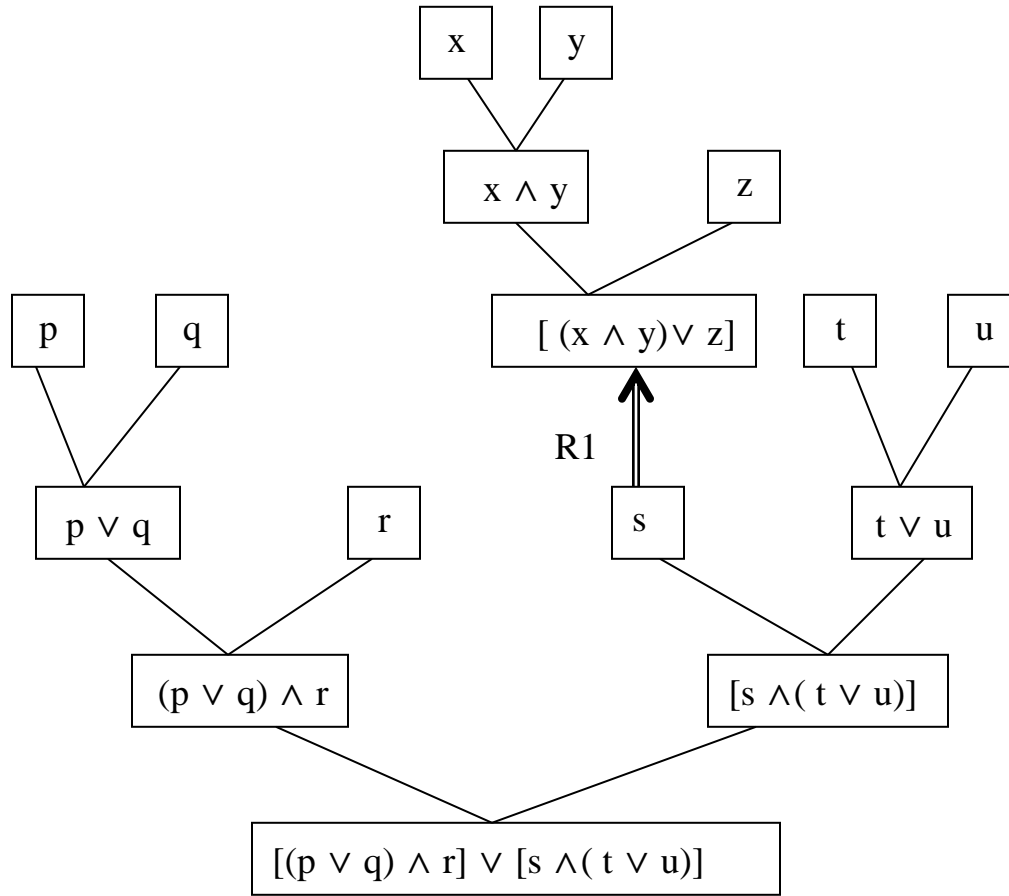 x y
x ∧ y z
[ (x ∧ y)∨ z]
p q t u
R1
p ∨ q r s t ∨ u
(p ∨ q) ∧ r [s ∧( t ∨ u)]
[(p ∨ q) ∧ r] ∨ [s ∧( t ∨ u)]